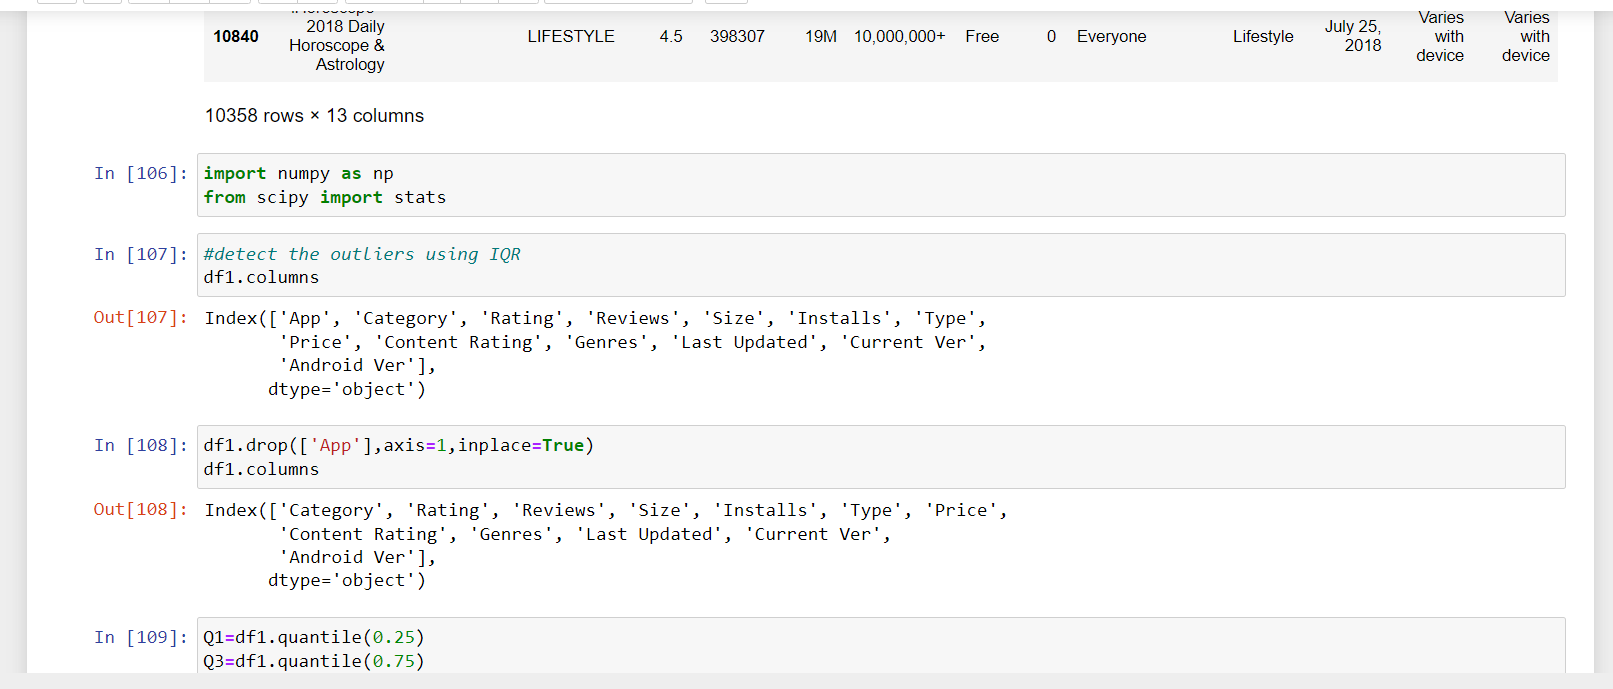 2018 Daily
Horoscope &
Astrology
10840 LIFESTYLE 4.5 398307 19M 10,000,000+ Free 0 Everyone Lifestyle July 25, 2018 Varies with device Varies with device
10358 rows × 13 columns
In [106]: import numpy as np
from scipy import stats
In [107]: #detect the outliers using IQR
df1.columns
Out[107]: Index(['App', 'Category', 'Rating', 'Reviews', 'Size', 'Installs', 'Type',
'Price', 'Content Rating', 'Genres', 'Last Updated', 'Current Ver',
'Android Ver'],
dtype='object')
In [108]: df1.drop(['App'],axis=1,inplace=True)
df1.columns
Out[108]: Index(['Category', 'Rating', 'Reviews', 'Size', 'Installs', 'Type', 'Price',
'Content Rating', 'Genres', 'Last Updated', 'Current Ver',
'Android Ver'],
dtype='object')
In [109]: Q1=df1.quantile(0.25)
Q3=df1.quantile(0.75)